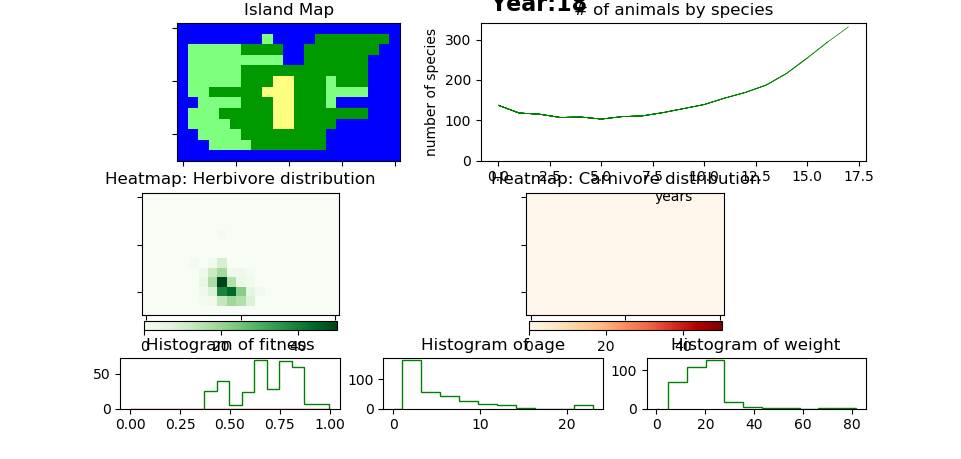 Year:18
Island Map
# of animals by species
number of species
300
200
100
0
0.0 2.5 5.0 7.5 10.0 12.5 15.0 17.5
years
Heatmap: Herbivore distribution
Heatmap: Carnivore distribution
0 20 40
0 20 40
Histogram of fitness
Histogram of age
Histogram of weight
50
0
0.00 0.25 0.50 0.75 1.00
100
0
0 10 20
100
0
0 20 40 60 80